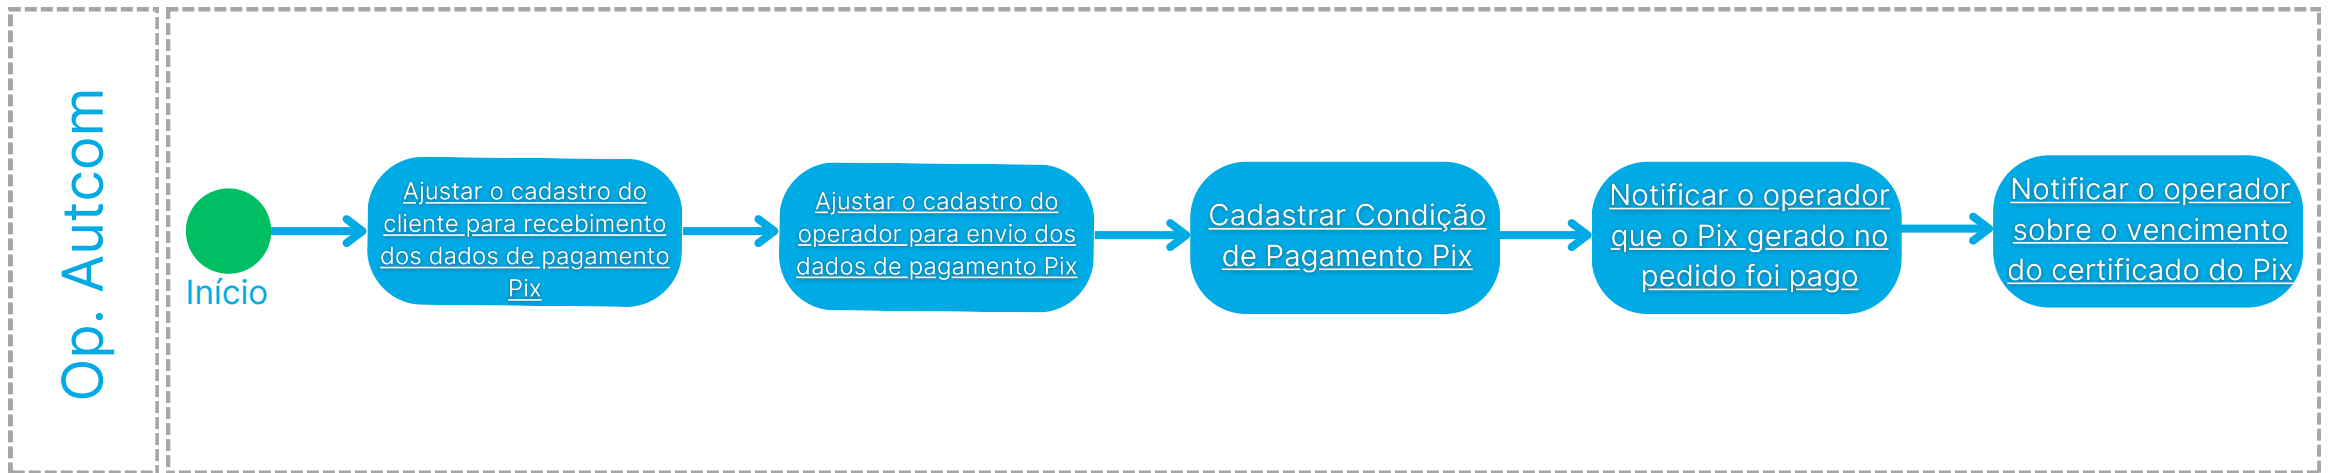 Op. Autcom
Início
Ajustar o cadastro do
cliente para recebimento
dos dados de pagamento
Pix
Ajustar o cadastro do
operador para envio dos
dados de pagamento Pix
Cadastrar Condição
de Pagamento Pix
Notificar o operador
que o Pix gerado no
pedido foi pago
Notificar o operador
sobre o vencimento
do certificado do Pix